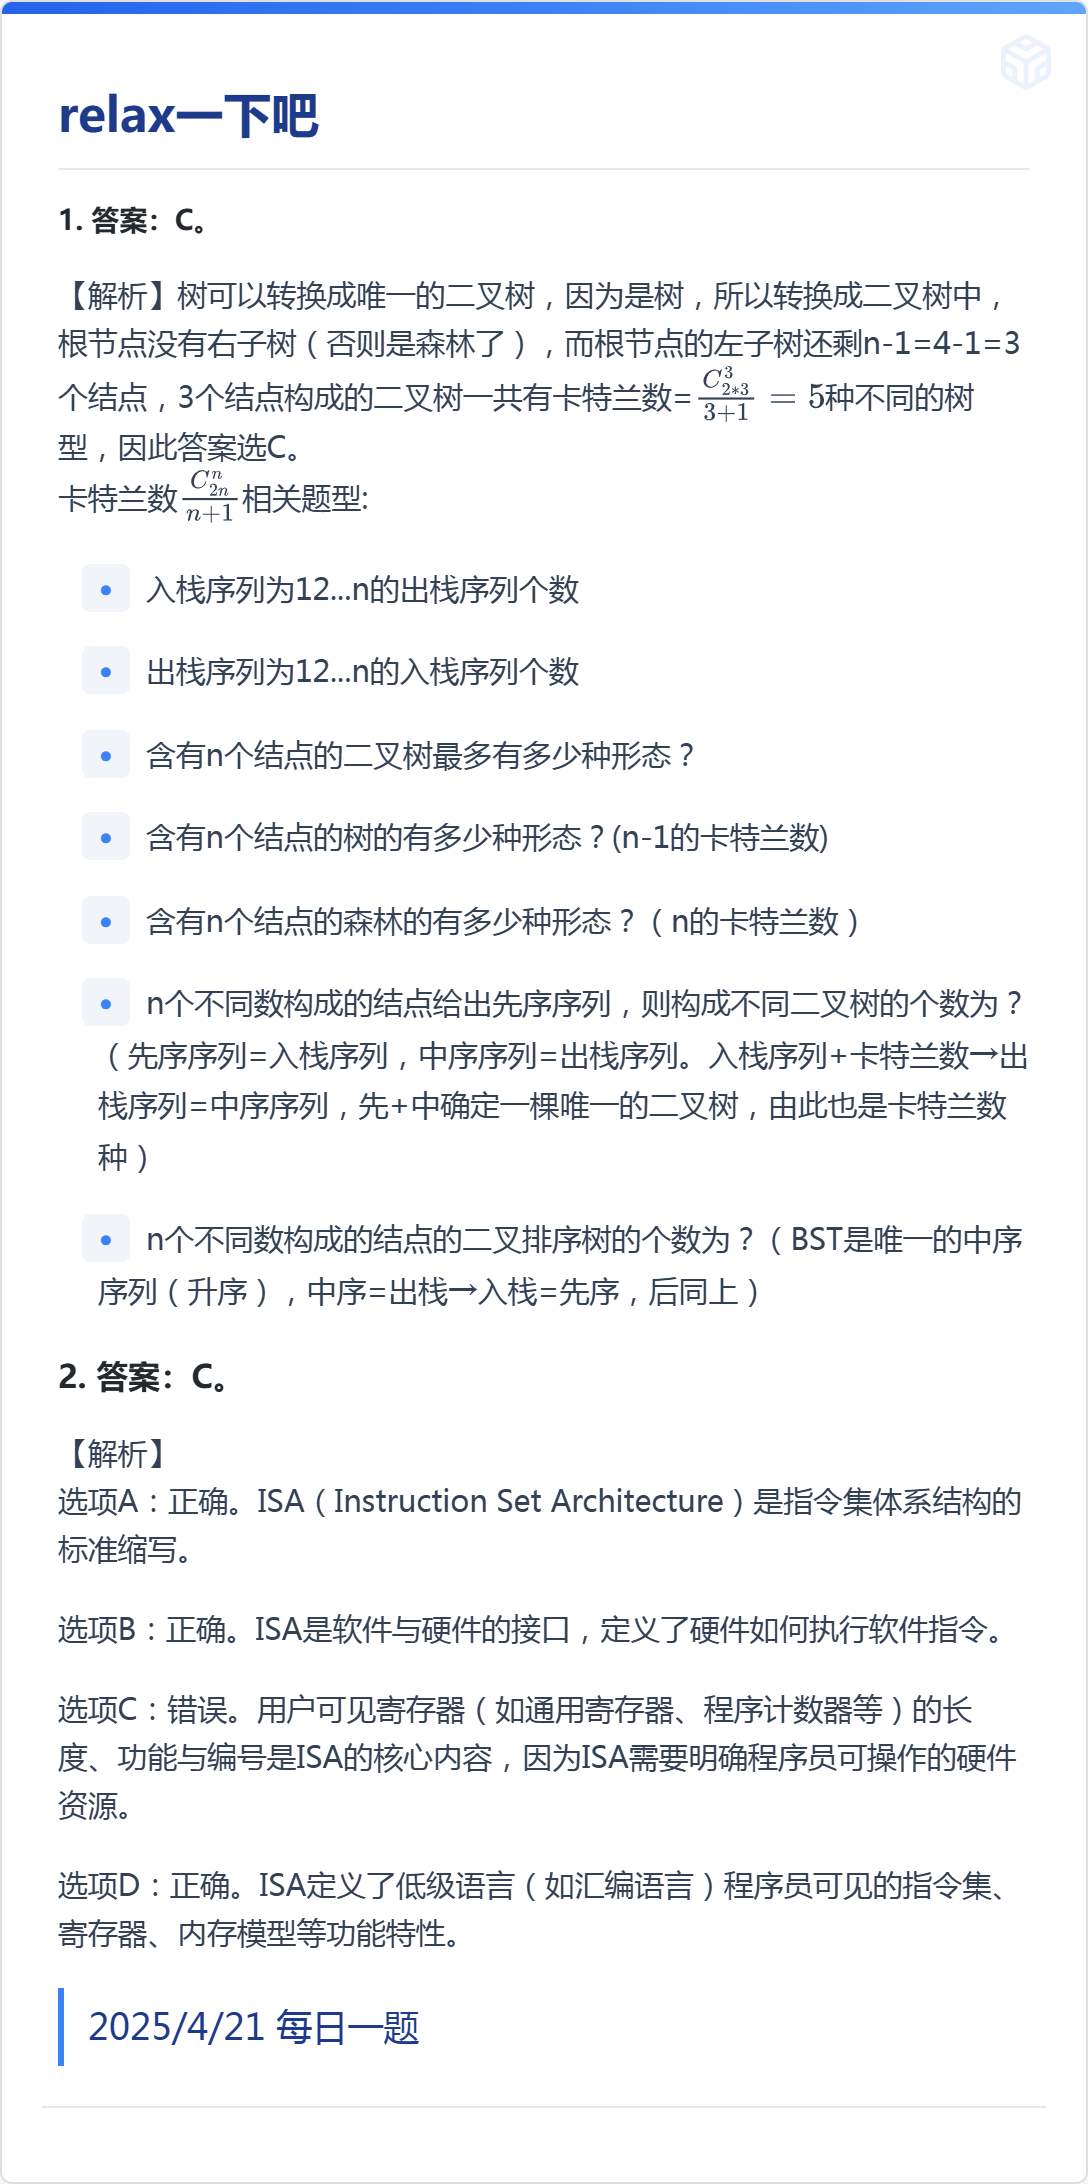 relax一下吧
1. 答案：C。
【解析】树可以转换成唯一的二叉树，因为是树，所以转换成二叉树中，
根节点没有右子树（否则是森林了），而根节点的左子树还剩n-1=4-1=3
个结点，3个结点构成的二叉树一共有卡特兰数=$\frac{C_{2*3}^{3}}{3+1}=5$种不同的树
型，因此答案选C。
卡特兰数$\frac{C_{2n}^{n}}{n+1}$相关题型:
• 入栈序列为12...n的出栈序列个数
• 出栈序列为12...n的入栈序列个数
• 含有n个结点的二叉树最多有多少种形态？
• 含有n个结点的树的有多少种形态？(n-1的卡特兰数)
• 含有n个结点的森林的有多少种形态？（n的卡特兰数）
• n个不同数构成的结点给出先序序列，则构成不同二叉树的个数为？
（先序序列=入栈序列，中序序列=出栈序列。入栈序列+卡特兰数→出
栈序列=中序序列，先+中确定一棵唯一的二叉树，由此也是卡特兰数
种）
• n个不同数构成的结点的二叉排序树的个数为？（BST是唯一的中序
序列（升序），中序=出栈→入栈=先序，后同上）
2. 答案：C。
【解析】
选项A：正确。ISA（Instruction Set Architecture）是指令集体系结构的
标准缩写。
选项B：正确。ISA是软件与硬件的接口，定义了硬件如何执行软件指令。
选项C：错误。用户可见寄存器（如通用寄存器、程序计数器等）的长
度、功能与编号是ISA的核心内容，因为ISA需要明确程序员可操作的硬件
资源。
选项D：正确。ISA定义了低级语言（如汇编语言）程序员可见的指令集、
寄存器、内存模型等功能特性。
2025/4/21 每日一题